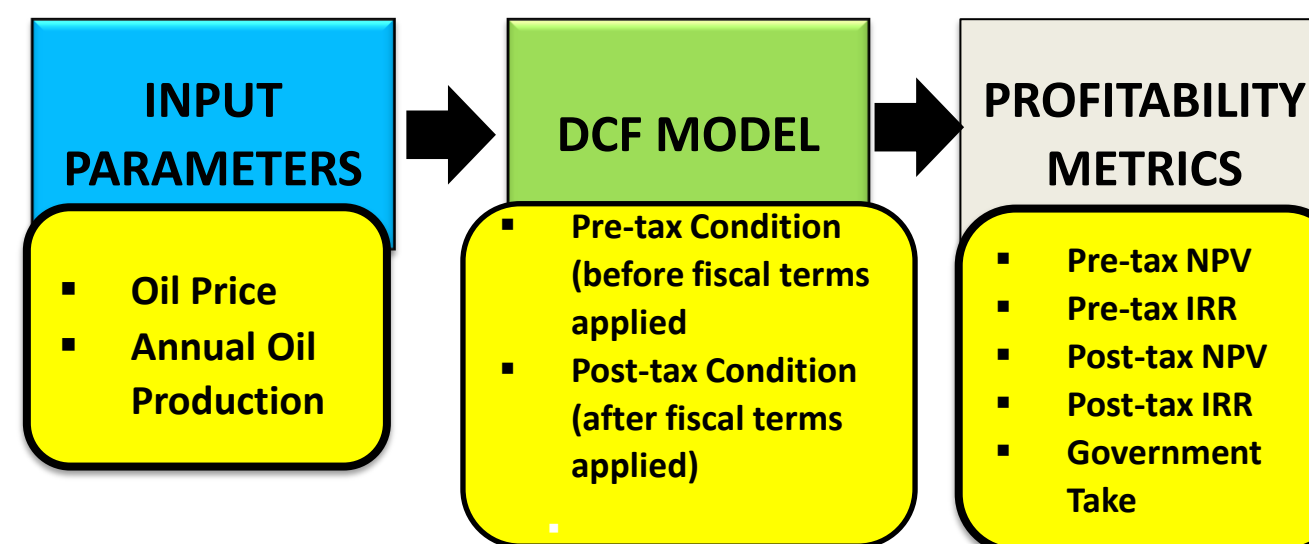 INPUT
PARAMETERS
▪ Oil Price
▪ Annual Oil
Production
DCF MODEL
▪ Pre-tax Condition
(before fiscal terms
applied
▪ Post-tax Condition
(after fiscal terms
applied)
▪
PROFITABILITY
METRICS
▪ Pre-tax NPV
▪ Pre-tax IRR
▪ Post-tax NPV
▪ Post-tax IRR
▪ Government
Take